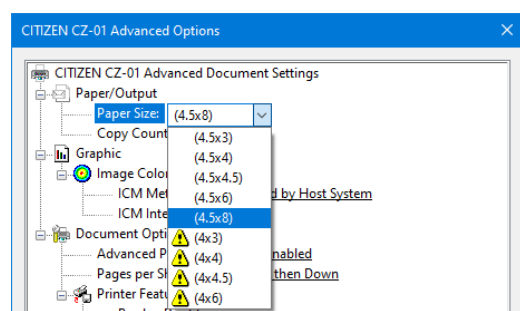 CITIZEN CZ-01 Advanced Options
CITIZEN CZ-01 Advanced Document Settings
Paper/Output
Paper Size: (4.5x8)
Copy Count
(4.5x3)
Graphic
(4.5x4)
Image Color
(4.5x4.5)
ICM Met
(4.5x6)
d by Host System
ICM Inte
(4.5x8)
Document Opti
(4x3)
Advanced P
(4x4)
nabled
Pages per Sh
(4x4.5)
then Down
Printer Featu
(4x6)